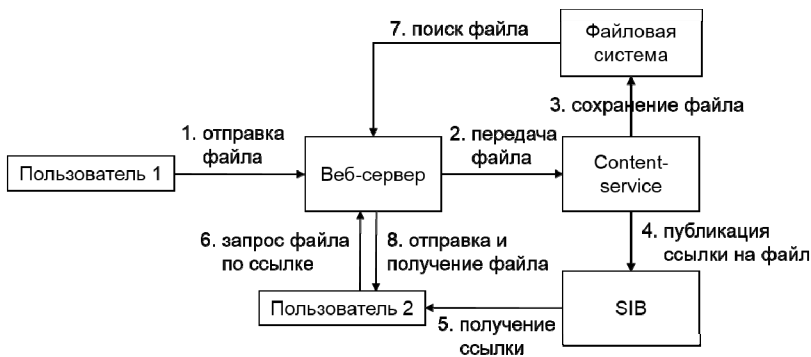 7. поиск файла
Файловая
система
3. сохранение файла
1. отправка
файла
2. передача
файла
Пользователь 1
Веб-сервер
Content-
service
6. запрос файла
по ссылке
8. отправка и
получение файла
4. публикация
ссылки на файл
Пользователь 2
5. получение
ссылки
SIB